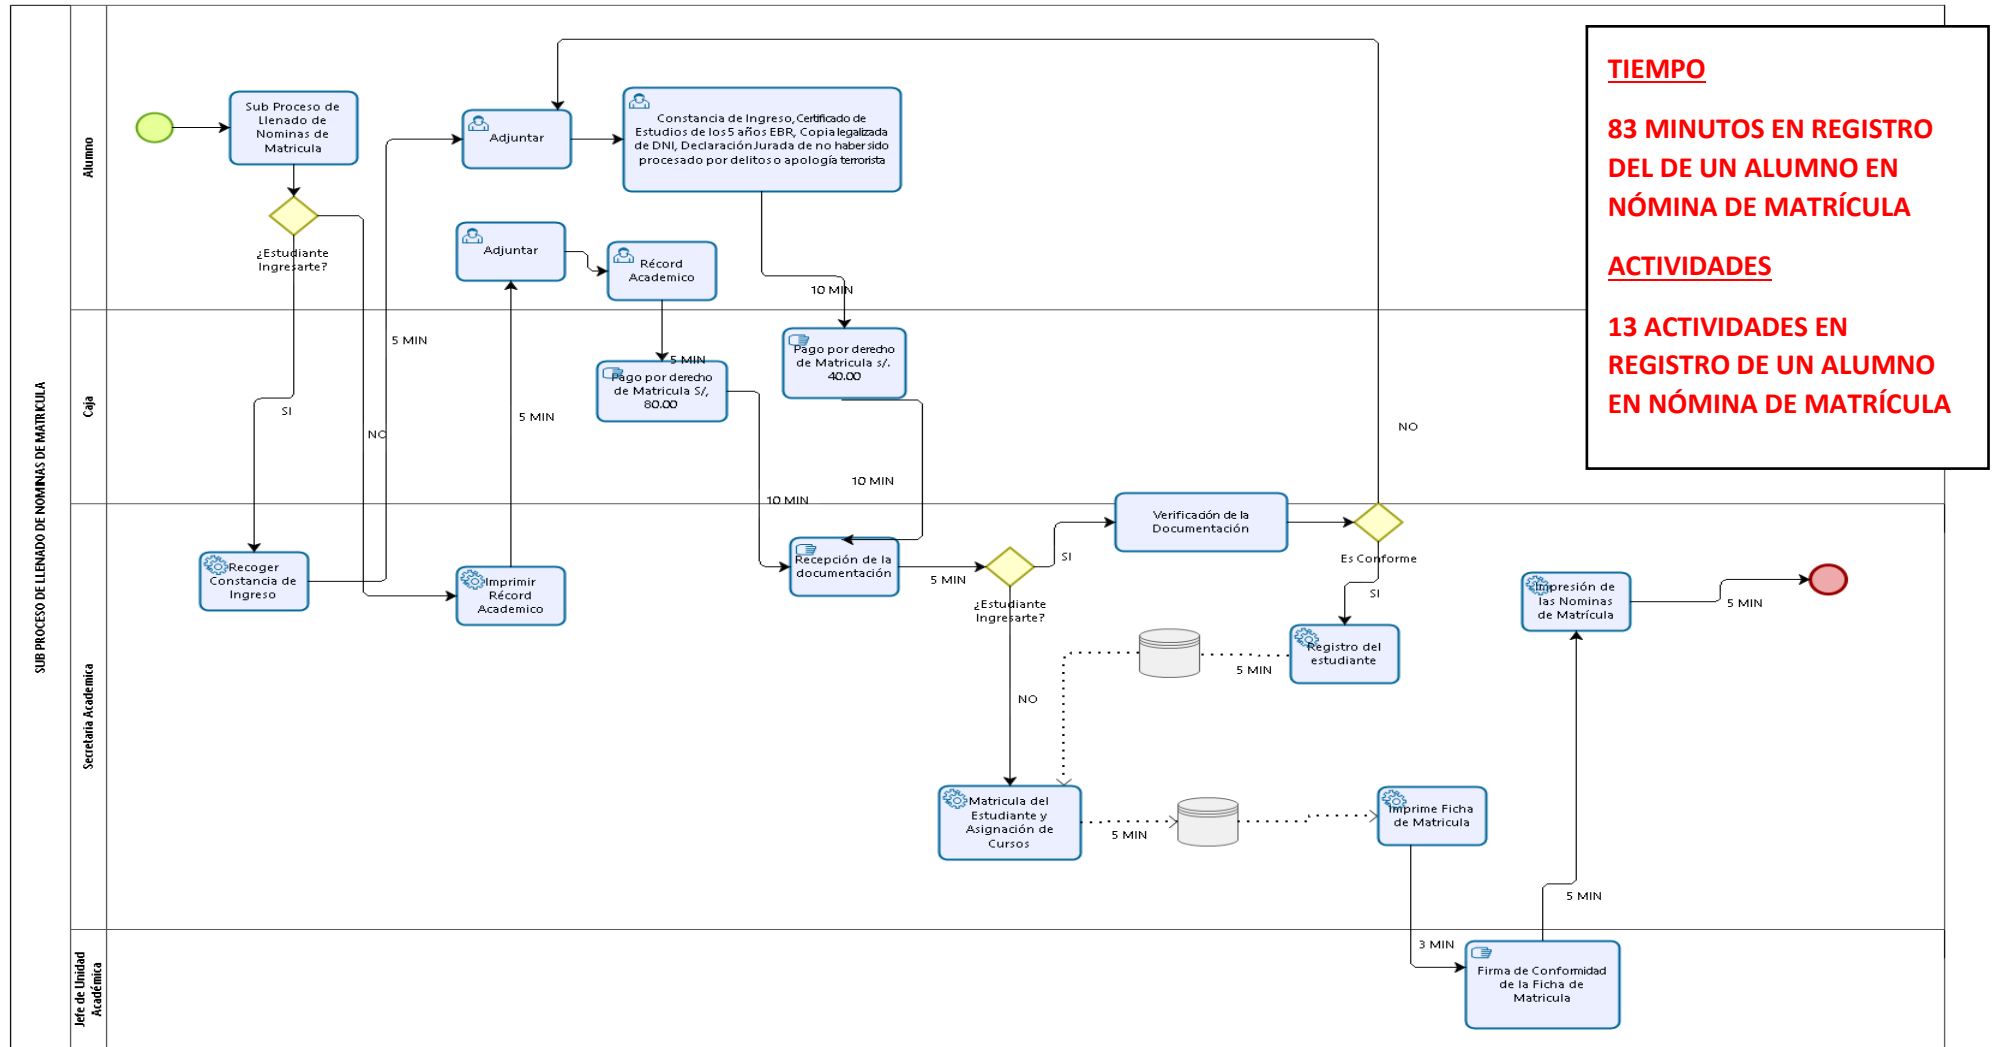 SUB PROCESO DE LLENADO DE NOMINAS DE MATRICULA
Alumno
Sub Proceso de
Llenado de
Nominas de
Matricula
¿Estudiante
Ingresarte?
SI
NO
Adjuntar
Constancia de Ingreso, Certificado de
Estudios de los 5 años EBR, Copia legalizada
de DNI, Declaración Jurada de no haber sido
procesado por delitos o apología terrorista
Adjuntar
Récord
Academico
10 MIN
5 MIN
5 MIN
5 MIN
Caja
Pago por derecho
de Matricula S/,
80.00
Pago por derecho
de Matricula s/.
40.00
10 MIN
10 MIN
NO
Secretaria Academica
Recoger
Constancia de
Ingreso
Imprimir
Récord
Academico
Recepción de la
documentación
5 MIN
¿Estudiante
Ingresarte?
SI
NO
Verificación de la
Documentación
Es Conforme
SI
Registro del
estudiante
5 MIN
Matricula del
Estudiante y
Asignación de
Cursos
5 MIN
Imprime Ficha
de Matricula
Impresión de
las Nominas
de Matrícula
5 MIN
5 MIN
Jefe de Unidad
Académica
3 MIN
Firma de Conformidad
de la Ficha de
Matricula
TIEMPO
83 MINUTOS EN REGISTRO
DEL DE UN ALUMNO EN
NÓMINA DE MATRÍCULA
ACTIVIDADES
13 ACTIVIDADES EN
REGISTRO DE UN ALUMNO
EN NÓMINA DE MATRÍCULA